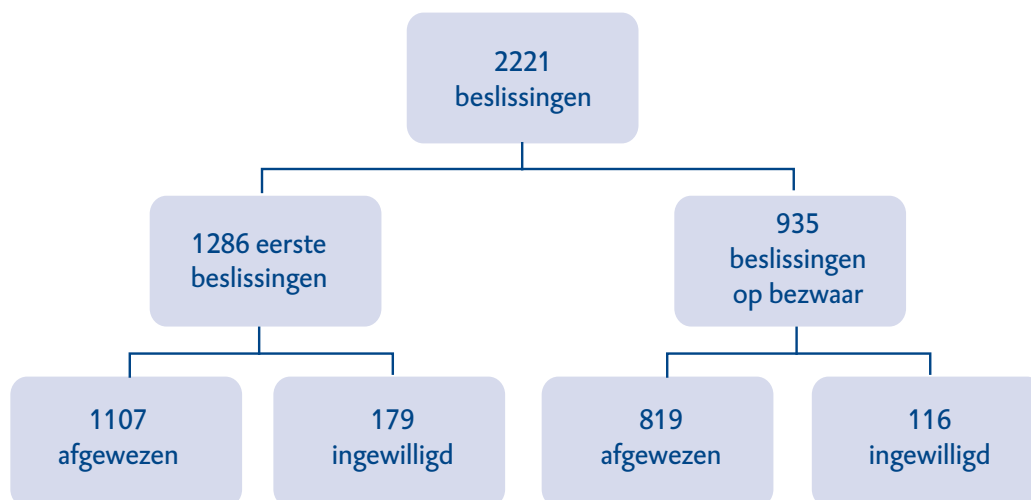 2221
beslissingen
1286 eerste
beslissingen
935
beslissingen
op bezwaar
1107
afgewezen
179
ingewilligd
819
afgewezen
116
ingewilligd